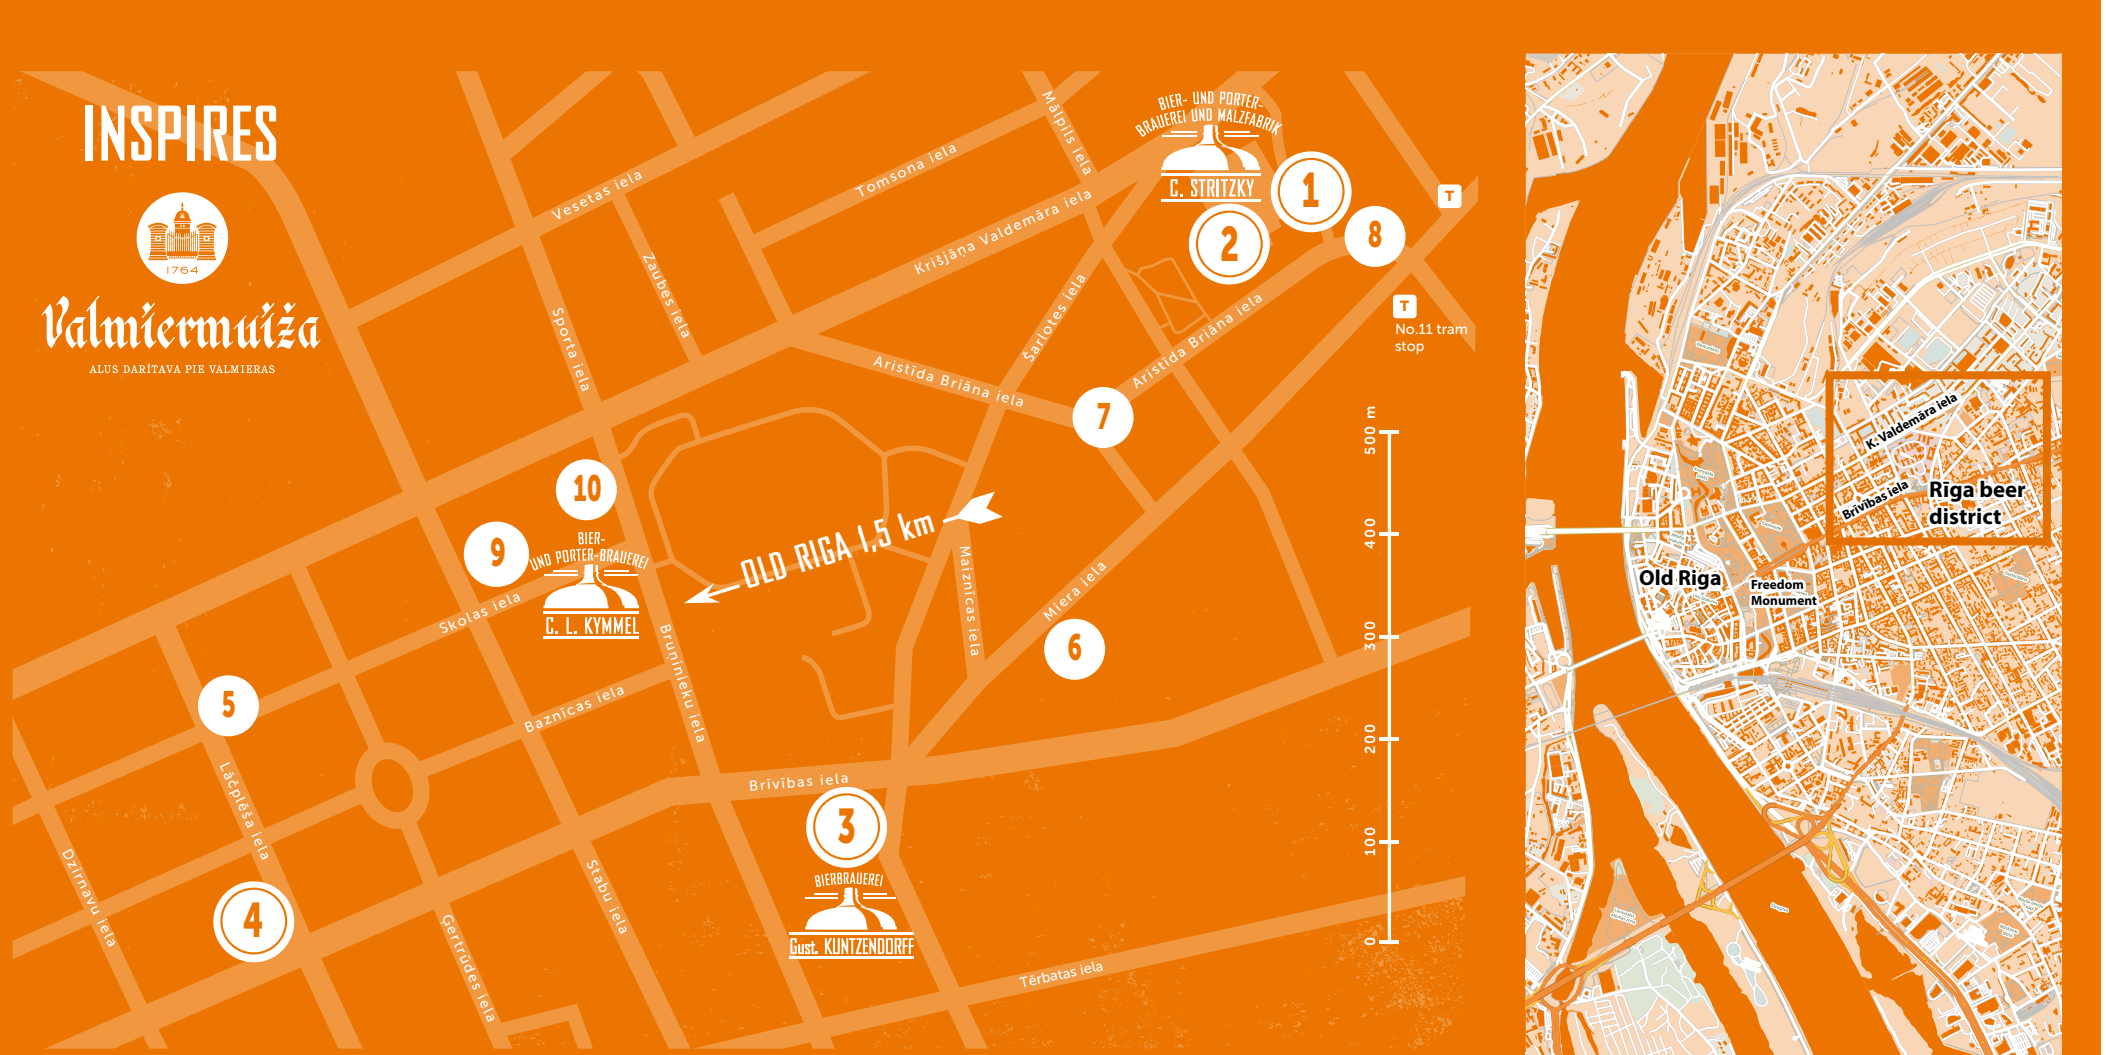 INSPIRES
1764
Valmiermuiža
ALUS DARĪTAVA PIE VALMIERAS
Vesetas iela
Zaubes iela
Sporta iela
Tomsona iela
Krišjāņa Valdemāra iela
Mālpils iela
BIER- UND PORTER-
BRAUEREI UND MALZFABRIK
C. STRITZKY
1
2
8
T
T
No.11 tram
stop
Šarlotes iela
Aristīda Briāna iela
Aristīda Briāna iela
7
10
9
BIER-
UND PORTER-BRAUEREI
C. L. KYMMEL
OLD RIGA 1,5 km
Skolas iela
Baznīcas iela
Bruņinieku iela
Maiznīcas iela
Miera iela
6
5
Lāčplēša iela
Dzirnavu iela
4
Ģertrūdes iela
Stabu iela
Brīvības iela
3
BIERBRAUEREI
Gust. KUNTZENDORFF
Tērbatas iela
500 m
400
300
200
100
0
K. Valdemāra iela
Brīvības iela
Rīga beer
district
Old Riga
Freedom
Monument